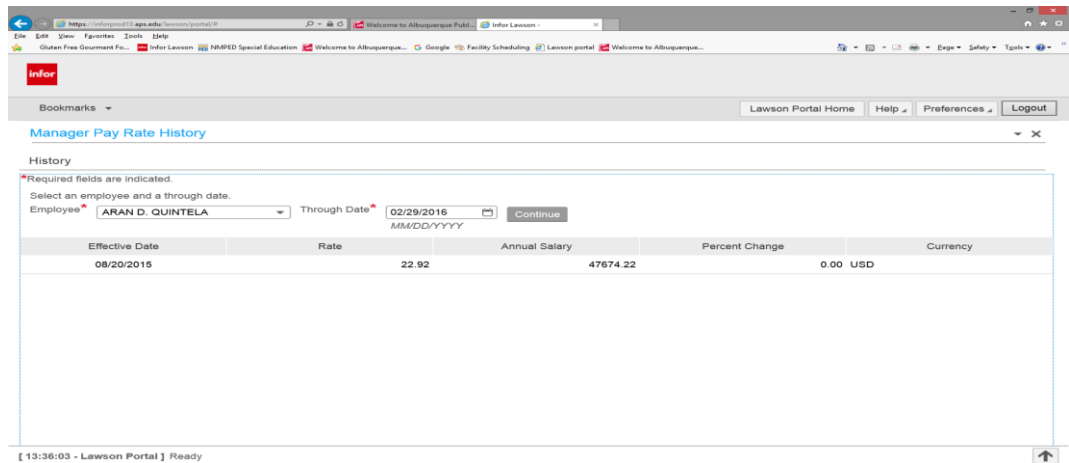 https://inforprod10.aps.edu/lawson/portal/#
Welcome to Albuquerque Publ...
Infor Lawson -
File Edit View Favorites Tools Help
Gluten Free Gourmant Fo... Infor Lawson NMPED Special Education Welcome to Albuquerque... G Google Facility Scheduling Lawson portal Welcome to Albuquerque...
Page Safety Tools
infor
Bookmarks
Lawson Portal Home Help Preferences Logout
Manager Pay Rate History
History
*Required fields are indicated.
Select an employee and a through date.
Employee* ARAN D. QUINTELA Through Date* 02/29/2016 Continue
MM/DD/YYYY
Effective Date Rate Annual Salary Percent Change Currency
08/20/2015 22.92 47674.22 0.00 USD
[ 13:36:03 - Lawson Portal ] Ready